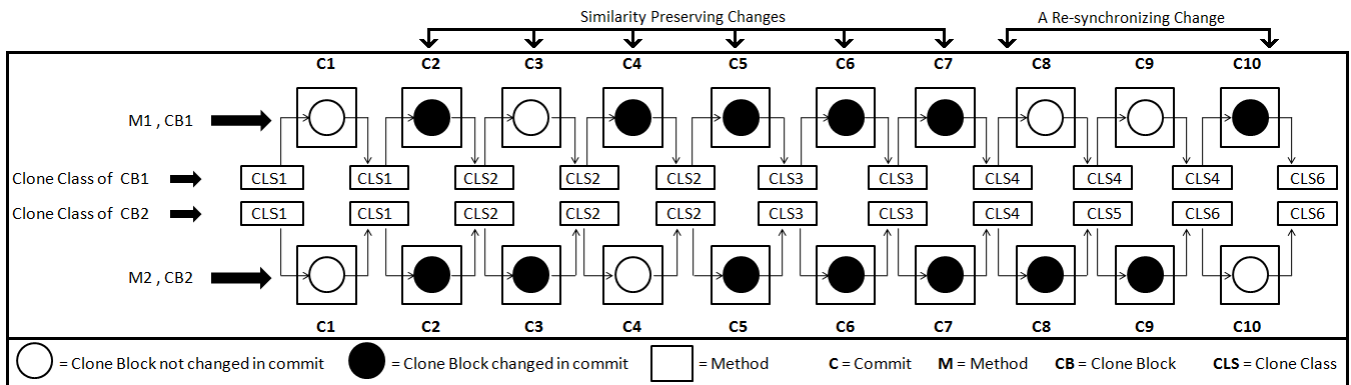 Similarity Preserving Changes A Re-synchronizing Change
C1 C2 C3 C4 C5 C6 C7 C8 C9 C10
M1 , CB1
Clone Class of CB1 CLS1 CLS1 CLS2 CLS2 CLS2 CLS3 CLS3 CLS4 CLS4 CLS4 CLS6
Clone Class of CB2 CLS1 CLS1 CLS2 CLS2 CLS2 CLS3 CLS3 CLS4 CLS5 CLS6 CLS6
M2 , CB2
C1 C2 C3 C4 C5 C6 C7 C8 C9 C10
= Clone Block not changed in commit = Clone Block changed in commit = Method C = Commit M = Method CB = Clone Block CLS = Clone Class